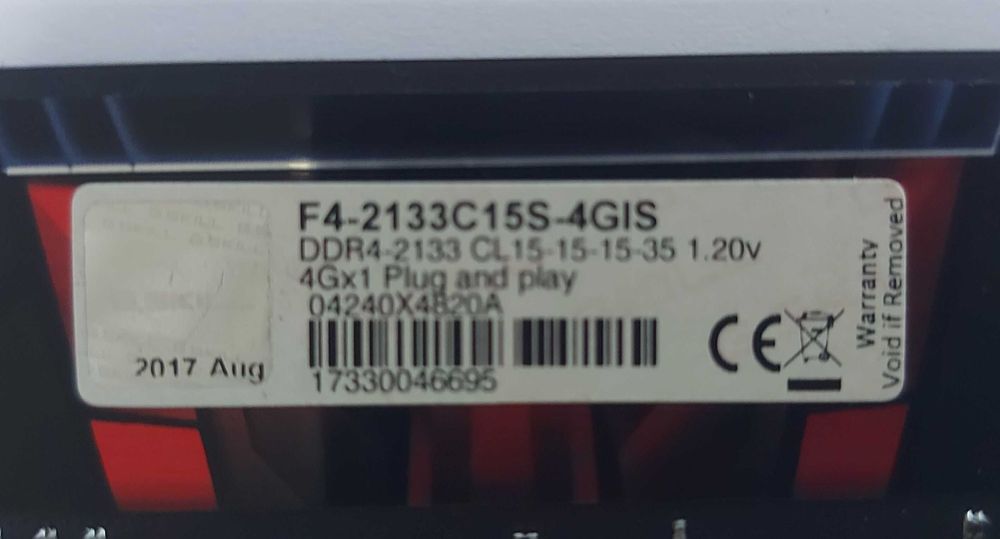 F4-2133C15S-4GIS
DDR4-2133 CL15-15-15-35 1.20v
4Gx1 Plug and play
04240X4820A
17330046695
2017 Aug
CE
Warranty
Void if Removed